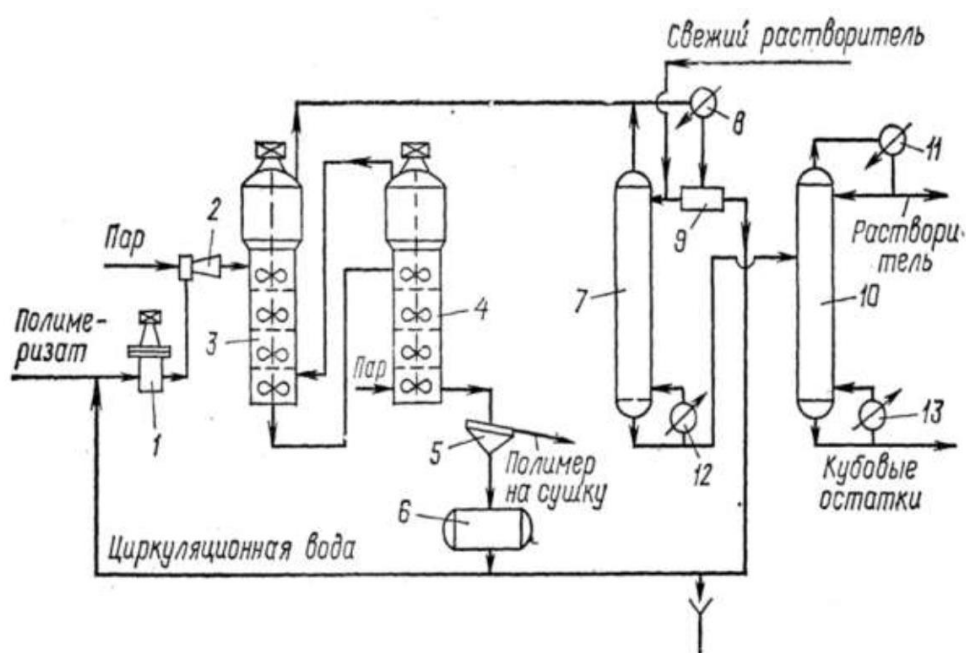 Свежий растворитель
8
11
2
Пар
9
Раствори-
тель
7
10
4
3
Полиме-
ризат
Пар
1
13
5
12
Полимер
на сушку
Кубовые
остатки
6
Циркуляционная вода